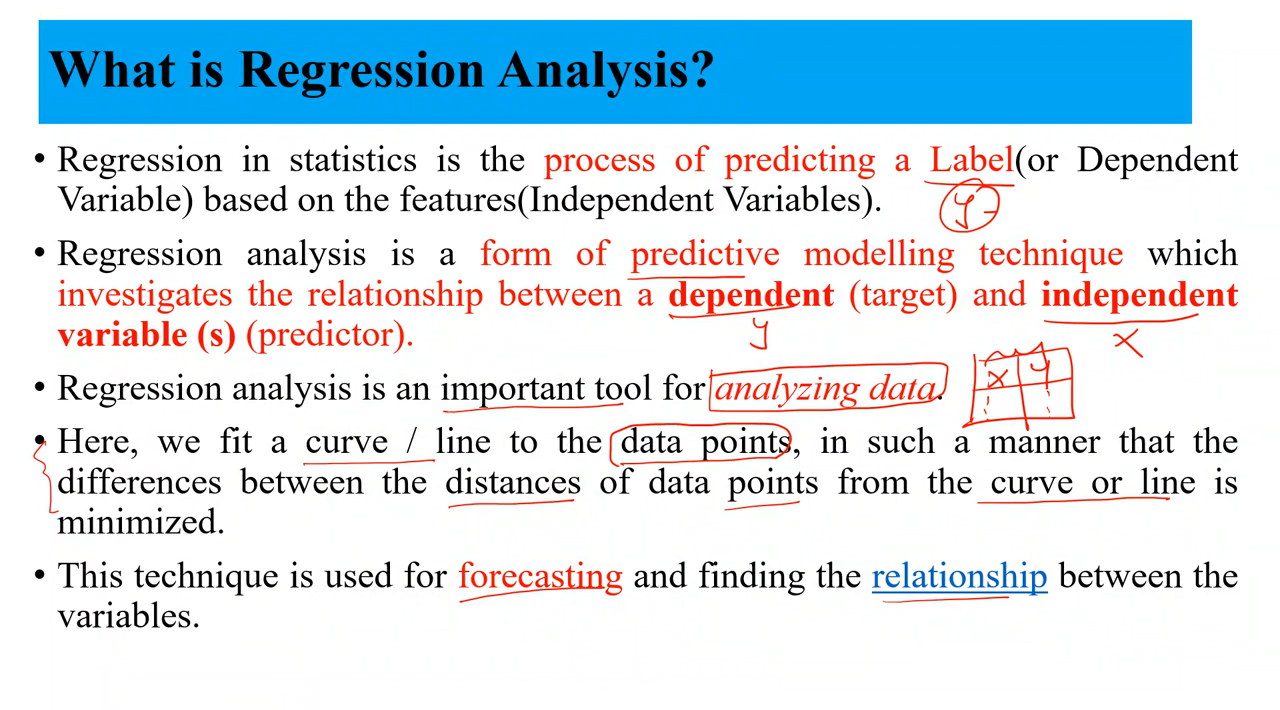 What is Regression Analysis?
• Regression in statistics is the process of predicting a Label(or Dependent
Variable) based on the features(Independent Variables).
y
• Regression analysis is a form of predictive modelling technique which
investigates the relationship between a dependent (target) and independent
variable (s) (predictor).
y
x
• Regression analysis is an important tool for analyzing data.
x y
• Here, we fit a curve / line to the data points, in such a manner that the
differences between the distances of data points from the curve or line is
minimized.
• This technique is used for forecasting and finding the relationship between the
variables.